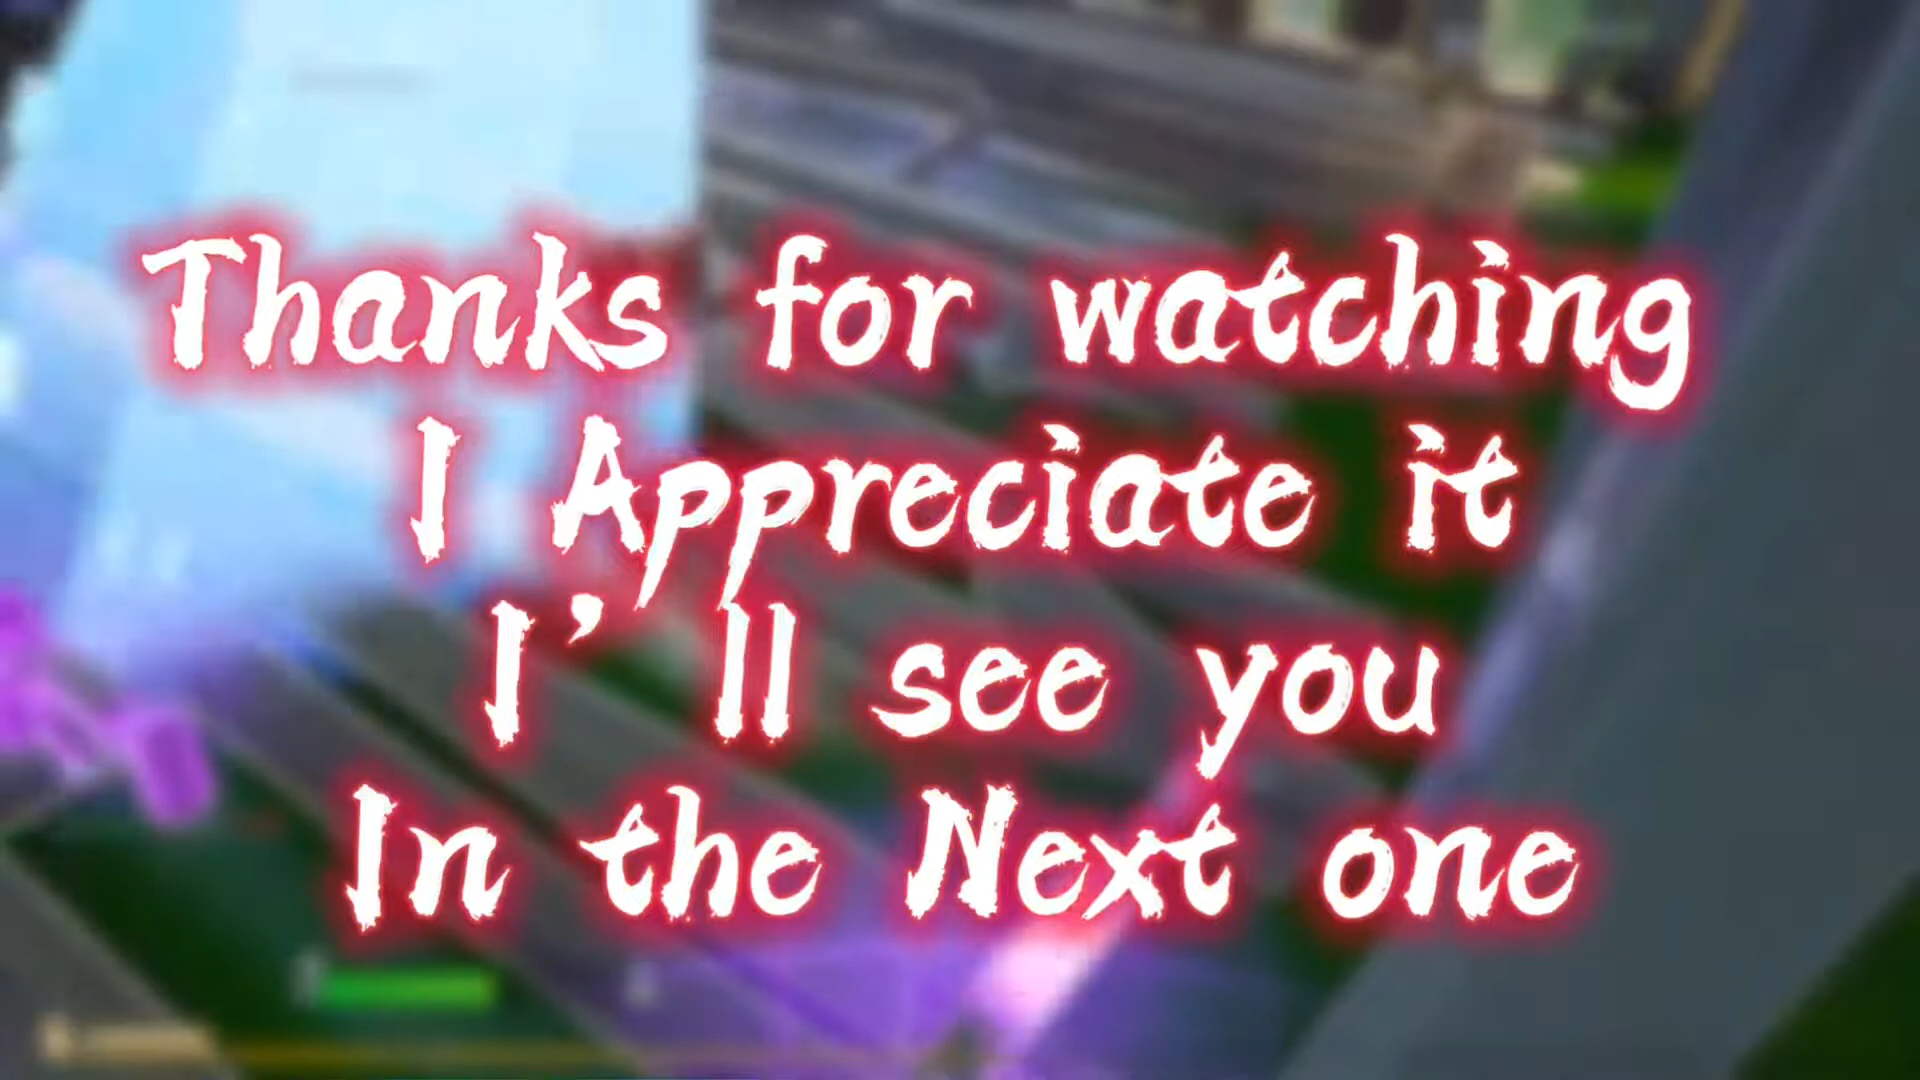 Thanks for watching
I Appreciate it
I'll see you
In the Next one